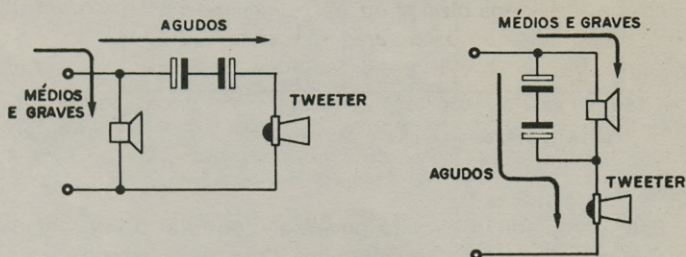 AGUDOS
MÉDIOS
E GRAVES
TWEETER
MÉDIOS E GRAVES
AGUDOS
TWEETER